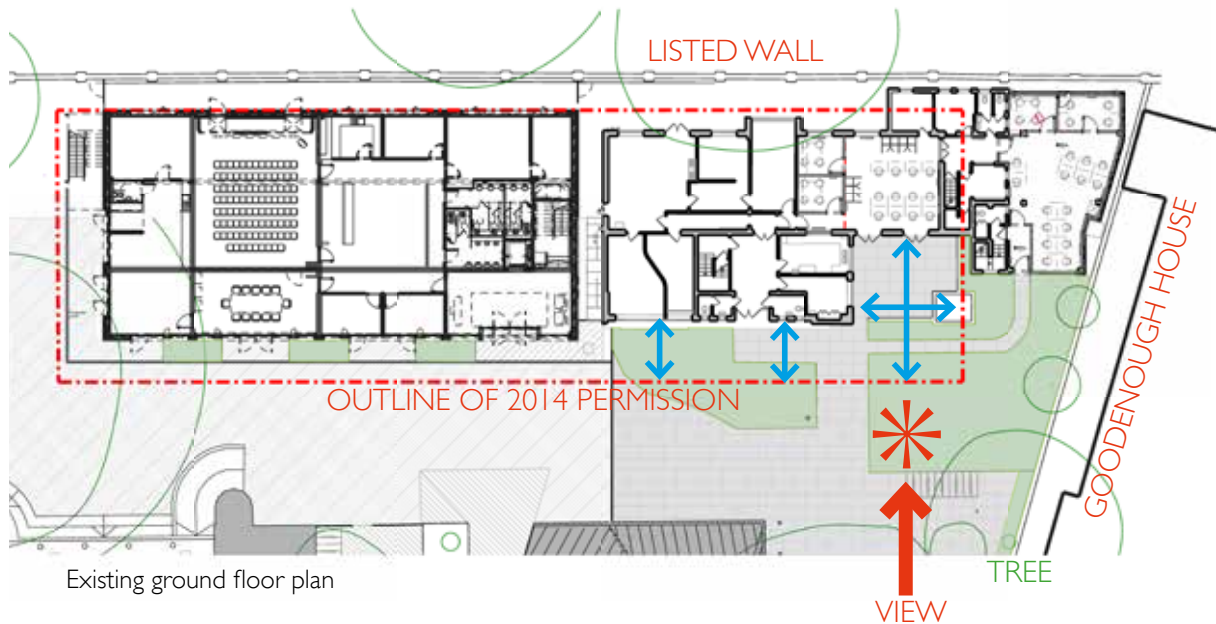 LISTED WALL
GOODENOUGH HOUSE
OUTLINE OF 2014 PERMISSION
Existing ground floor plan
TREE
VIEW